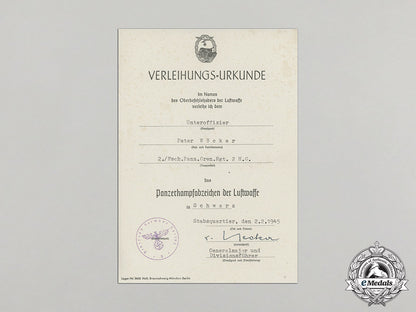 VERLEIHUNGS-URKUNDE
Im Namen
des Oberbefehlshabers der Luftwaffe
verleihe ich dem
Unteroffizier
(Dienstgrad)
Peter Wöcker
(Vor- und Familienname)
2./Fsch.Panz.Gren.Rgt. 2 H.G.
(Truppenteil)
Das
Panzerkampfabzeichen der Luftwaffe
in Schwarz
Stabsquartier, den 2.2.1945
(Ort und Datum)
Generalmajor und
Divisionsführer
(Dienstgrad und Dienststellung)
eMedals